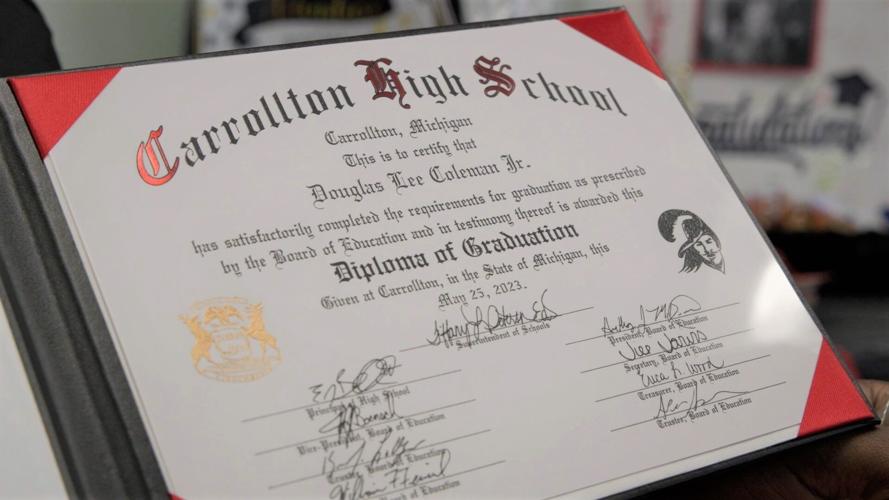 Carrollton High School
Carrollton, Michigan
This is to certify that
Douglas Lee Coleman Jr.
has satisfactorily completed the requirements for graduation as prescribed
by the Board of Education and in testimony thereof is awarded this
Diploma of Graduation
Given at Carrollton, in the State of Michigan, this
May 25, 2023.
Superintendent of Schools
President, Board of Education
Secretary, Board of Education
Erica L. Wood
Treasurer, Board of Education
Trustee, Board of Education
Principal of High School
Vice-President, Board of Education
Trustee, Board of Education